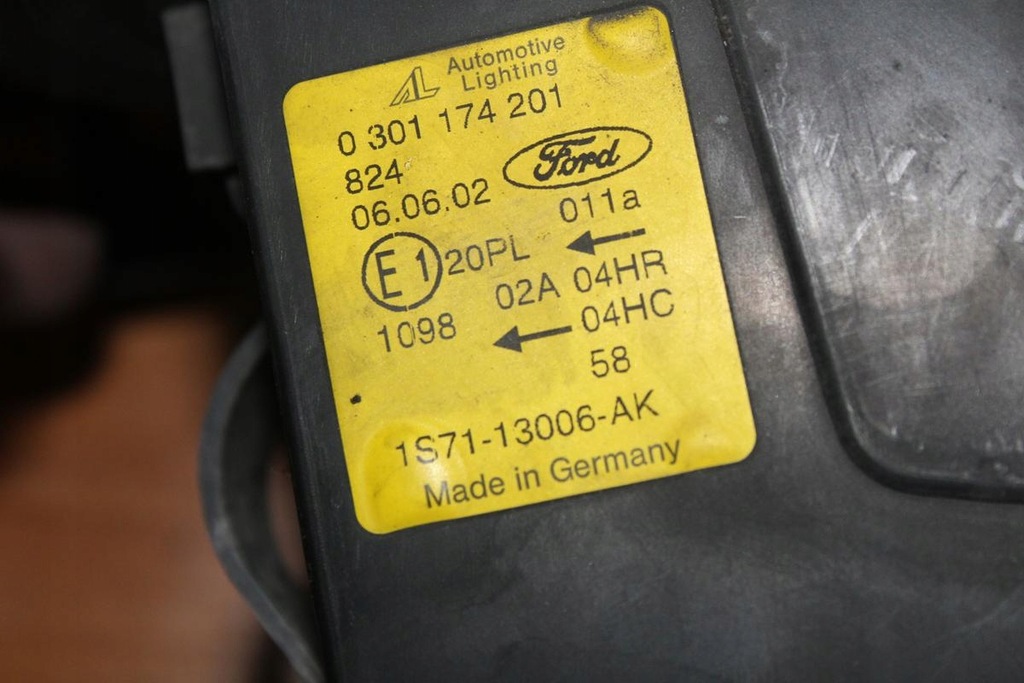 AL Automotive
Lighting
0 301 174 201
824 Ford
06.06.02 011a
E1 20PL ←
02A 04HR
1098 ← 04HC
58
1S71-13006-AK
Made in Germany